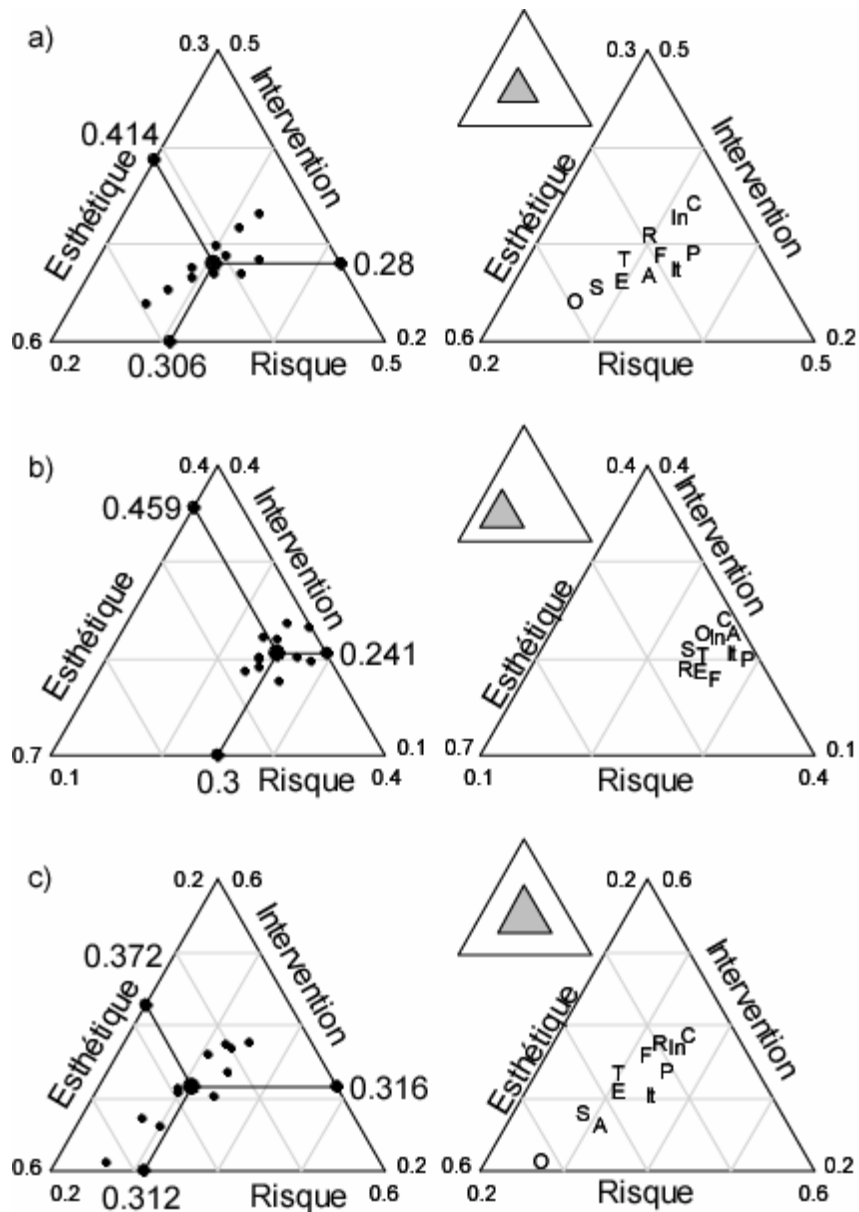 a)
0.3 0.5
0.414
Esthétique
Intervention
0.28
0.6
0.2
0.2
0.306
Risque
0.5
0.3 0.5
Esthétique
Intervention
C
In
R
T
F
P
S
E
A
It
O
0.6
0.2
0.2
Risque
0.5
b)
0.4 0.4
0.459
Esthétique
Intervention
0.241
0.7
0.1
0.1
0.3
Risque
0.4
0.4 0.4
Esthétique
Intervention
C
O In A
S T It P
R E F
0.7
0.1
0.1
Risque
0.4
c)
0.2 0.6
0.372
Esthétique
Intervention
0.316
0.6
0.2
0.2
0.312
Risque
0.6
0.2 0.6
Esthétique
Intervention
C
F R In
T
P
E
It
S
A
O
0.6
0.2
0.2
Risque
0.6